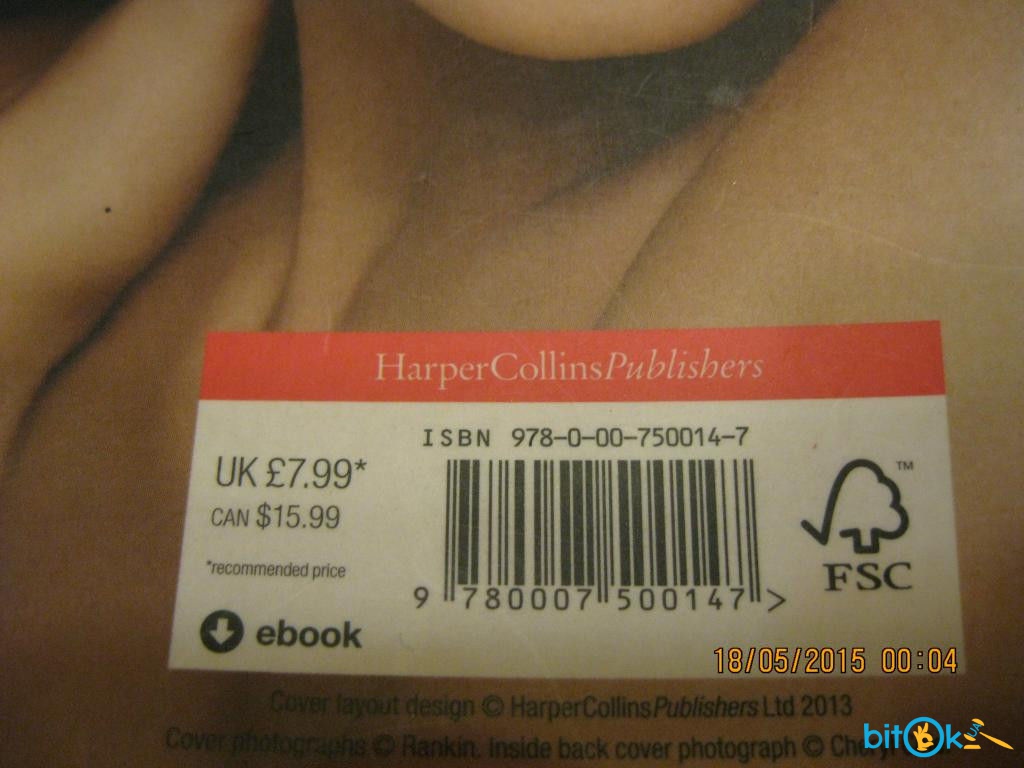 HarperCollinsPublishers
ISBN 978-0-00-750014-7
UK £7.99*
CAN $15.99
*recommended price
9 780007 500147 >
TM
FSC
ebook
18/05/2015 00:04
Cover layout design © HarperCollinsPublishers Ltd 2013
Cover photographs © Rankin. Inside back cover photograph ©
bitok UA